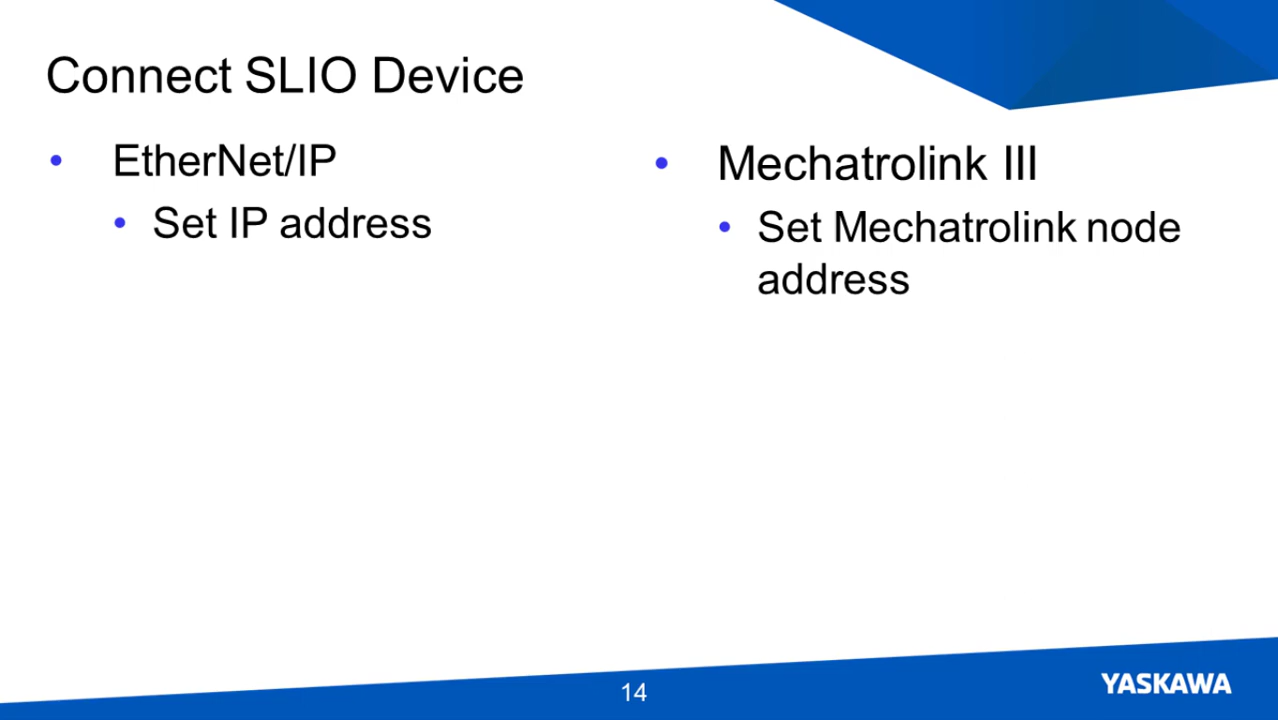 Connect SLIO Device
• EtherNet/IP
• Set IP address
• Mechatrolink III
• Set Mechatrolink node
address
14
YASKAWA